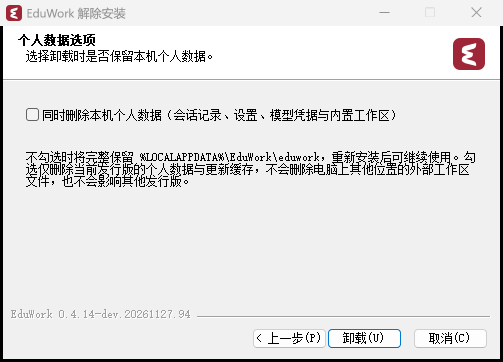 EduWork 解除安装
个人数据选项
选择卸载时是否保留本机个人数据。
同时删除本机个人数据（会话记录、设置、模型凭据与内置工作区）
不勾选时将完整保留 %LOCALAPPDATA%\EduWork\eduwork，重新安装后可继续使用。勾
选仅删除当前发行版的个人数据与更新缓存，不会删除电脑上其他位置的外部工作区
文件，也不会影响其他发行版。
EduWork 0.4.14-dev.20261127.94
< 上一步(P) 卸载(U) 取消(C)